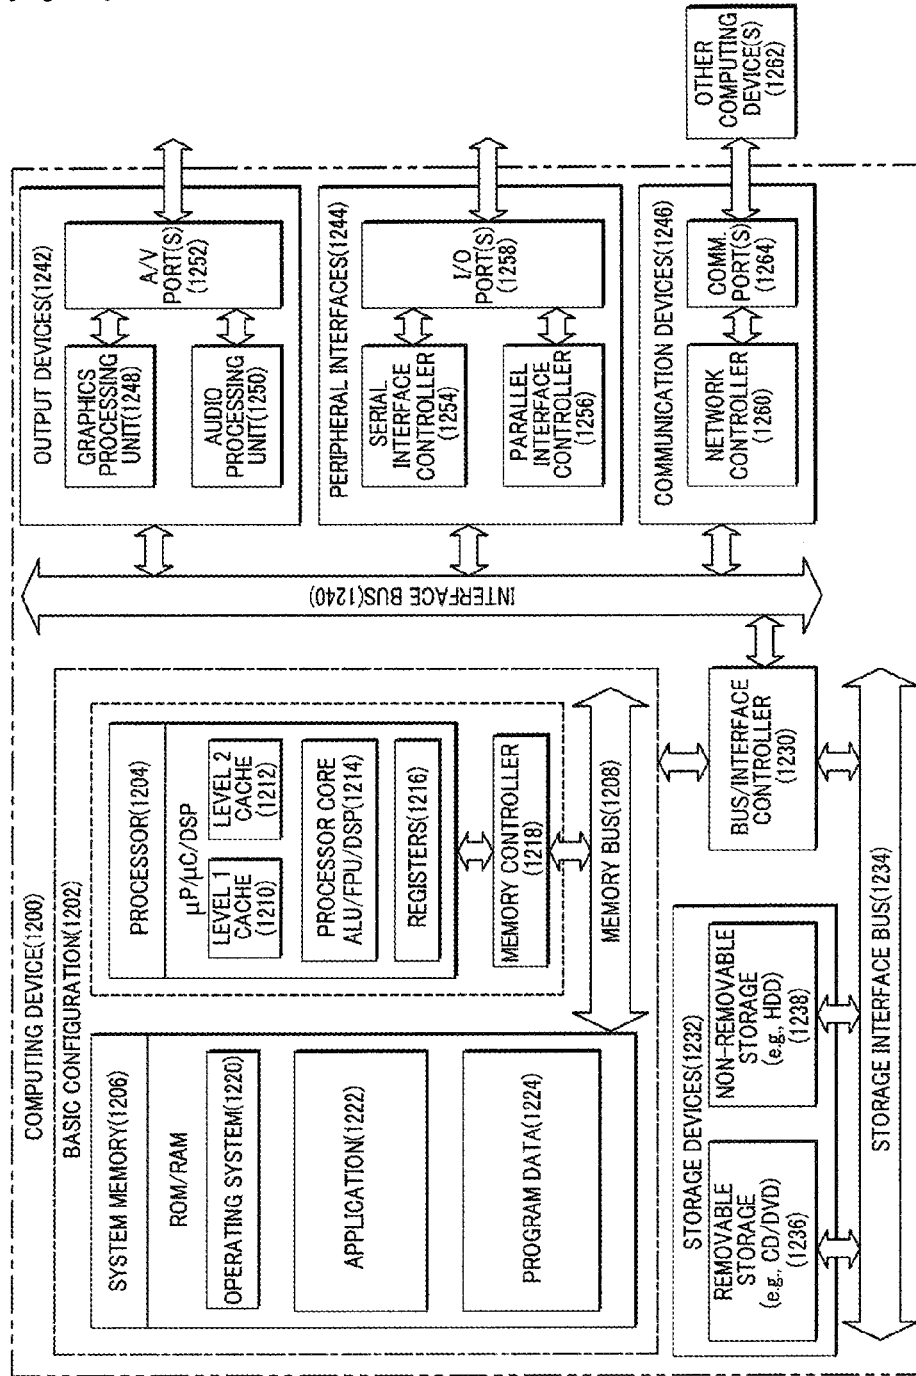 COMPUTING DEVICE(1200)
BASIC CONFIGURATION(1202)
SYSTEM MEMORY(1206)
ROM/RAM
OPERATING SYSTEM(1220)
APPLICATION(1222)
PROGRAM DATA(1224)
PROCESSOR(1204)
µP/µC/DSP
LEVEL 1
CACHE
(1210)
LEVEL 2
CACHE
(1212)
PROCESSOR CORE
ALU/FPU/DSP(1214)
REGISTERS(1216)
MEMORY CONTROLLER
(1218)
MEMORY BUS(1208)
BUS/INTERFACE
CONTROLLER
(1230)
STORAGE DEVICES(1232)
REMOVABLE
STORAGE
(e.g., CD/DVD)
(1236)
NON-REMOVABLE
STORAGE
(e.g., HDD)
(1238)
STORAGE INTERFACE BUS(1234)
INTERFACE BUS(1240)
OUTPUT DEVICES(1242)
GRAPHICS
PROCESSING
UNIT(1248)
AUDIO
PROCESSING
UNIT(1250)
A/V
PORT(S)
(1252)
PERIPHERAL INTERFACES(1244)
SERIAL
INTERFACE
CONTROLLER
(1254)
PARALLEL
INTERFACE
CONTROLLER
(1256)
I/O
PORT(S)
(1258)
COMMUNICATION DEVICES(1246)
NETWORK
CONTROLLER
(1260)
COMM.
PORT(S)
(1264)
OTHER
COMPUTING
DEVICE(S)
(1262)